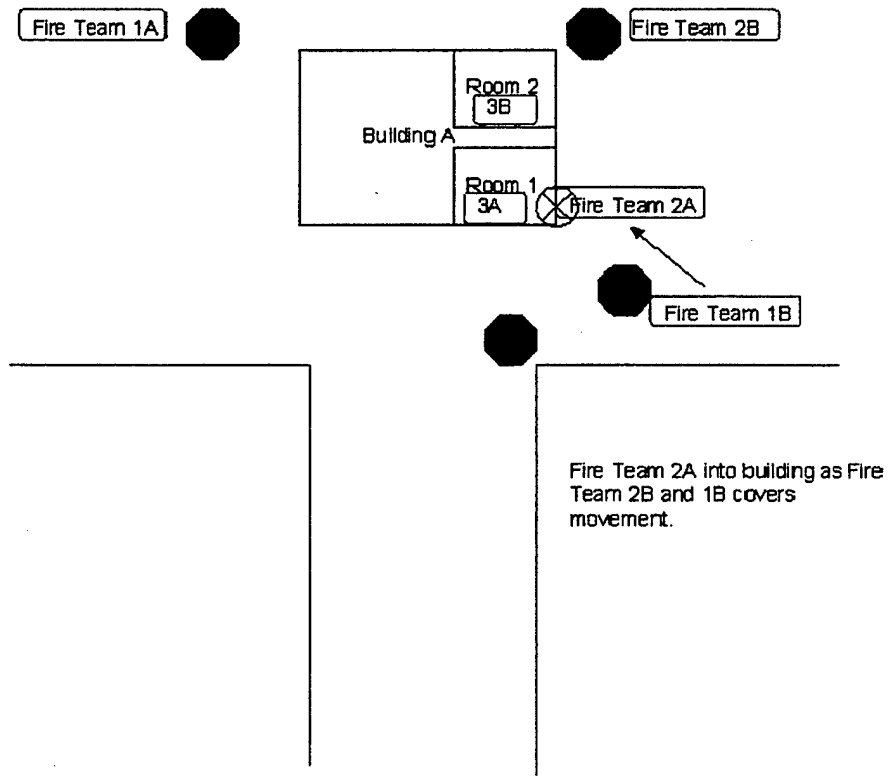 Fire Team 1A
Fire Team 2B
Room 2
3B
Building A
Room 1
3A
Fire Team 2A
Fire Team 1B
Fire Team 2A into building as Fire
Team 2B and 1B covers
movement.